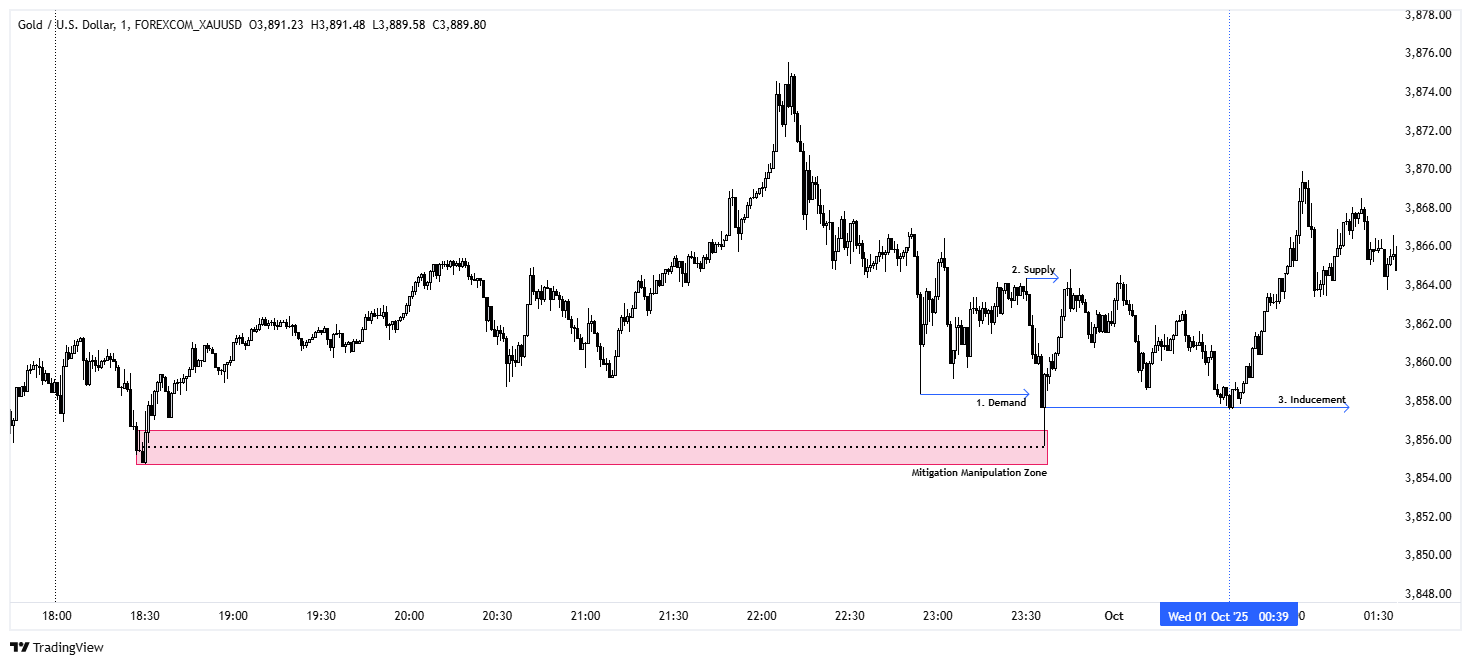 Gold / U.S. Dollar, 1, FOREXCOM_XAUUSD O3,891.23 H3,891.48 L3,889.58 C3,889.80
3,878.00
3,876.00
3,874.00
3,872.00
3,870.00
3,868.00
3,866.00
2. Supply
3,864.00
3,862.00
3,860.00
1. Demand
3. Inducement
3,858.00
3,856.00
Mitigation Manipulation Zone
3,854.00
3,852.00
3,850.00
3,848.00
18:00 18:30 19:00 19:30 20:00 20:30 21:00 21:30 22:00 22:30 23:00 23:30 Oct Wed 01 Oct '25 00:39 0 01:30
TradingView